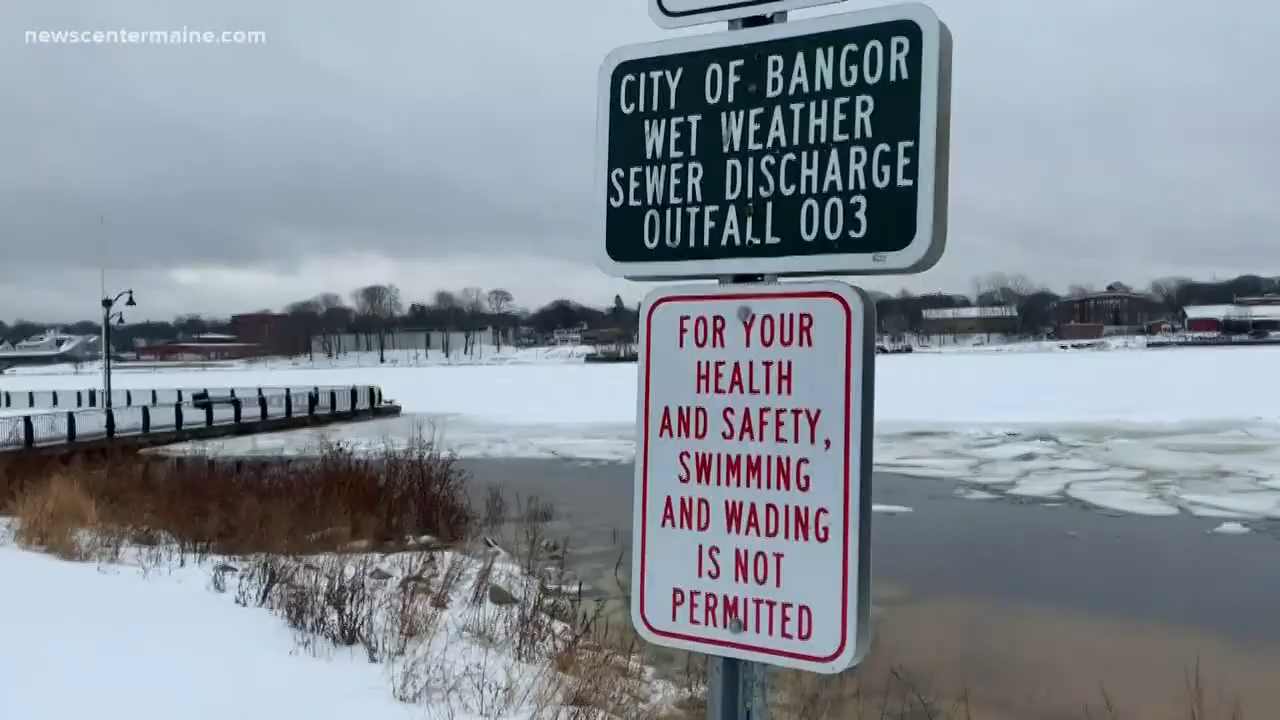 newscentermaine.com
CITY OF BANGOR
WET WEATHER
SEWER DISCHARGE
OUTFALL 003
FOR YOUR
HEALTH
AND SAFETY,
SWIMMING
AND WADING
IS NOT
PERMITTED